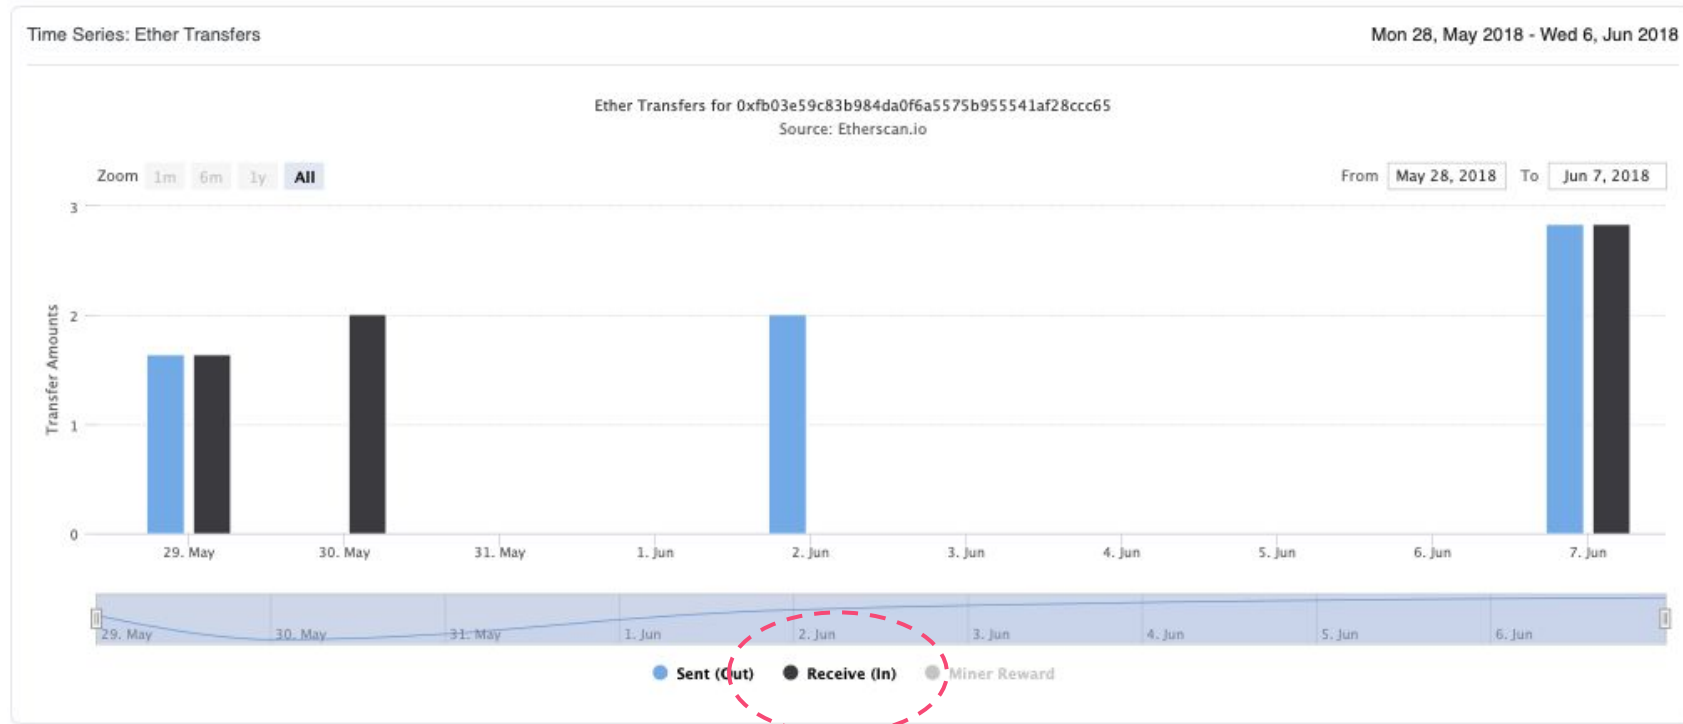 Time Series: Ether Transfers
Mon 28, May 2018 - Wed 6, Jun 2018
Ether Transfers for 0xfb03e59c83b984da0f6a5575b955541af28ccc65
Source: Etherscan.io
Zoom 1m 6m 1y All
From May 28, 2018 To Jun 7, 2018
Transfer Amounts
3
2
1
0
29. May 30. May 31. May 1. Jun 2. Jun 3. Jun 4. Jun 5. Jun 6. Jun 7. Jun
29. May 30. May 31. May 1. Jun 2. Jun 3. Jun 4. Jun 5. Jun 6. Jun
Sent (Out) Receive (In) Miner Reward